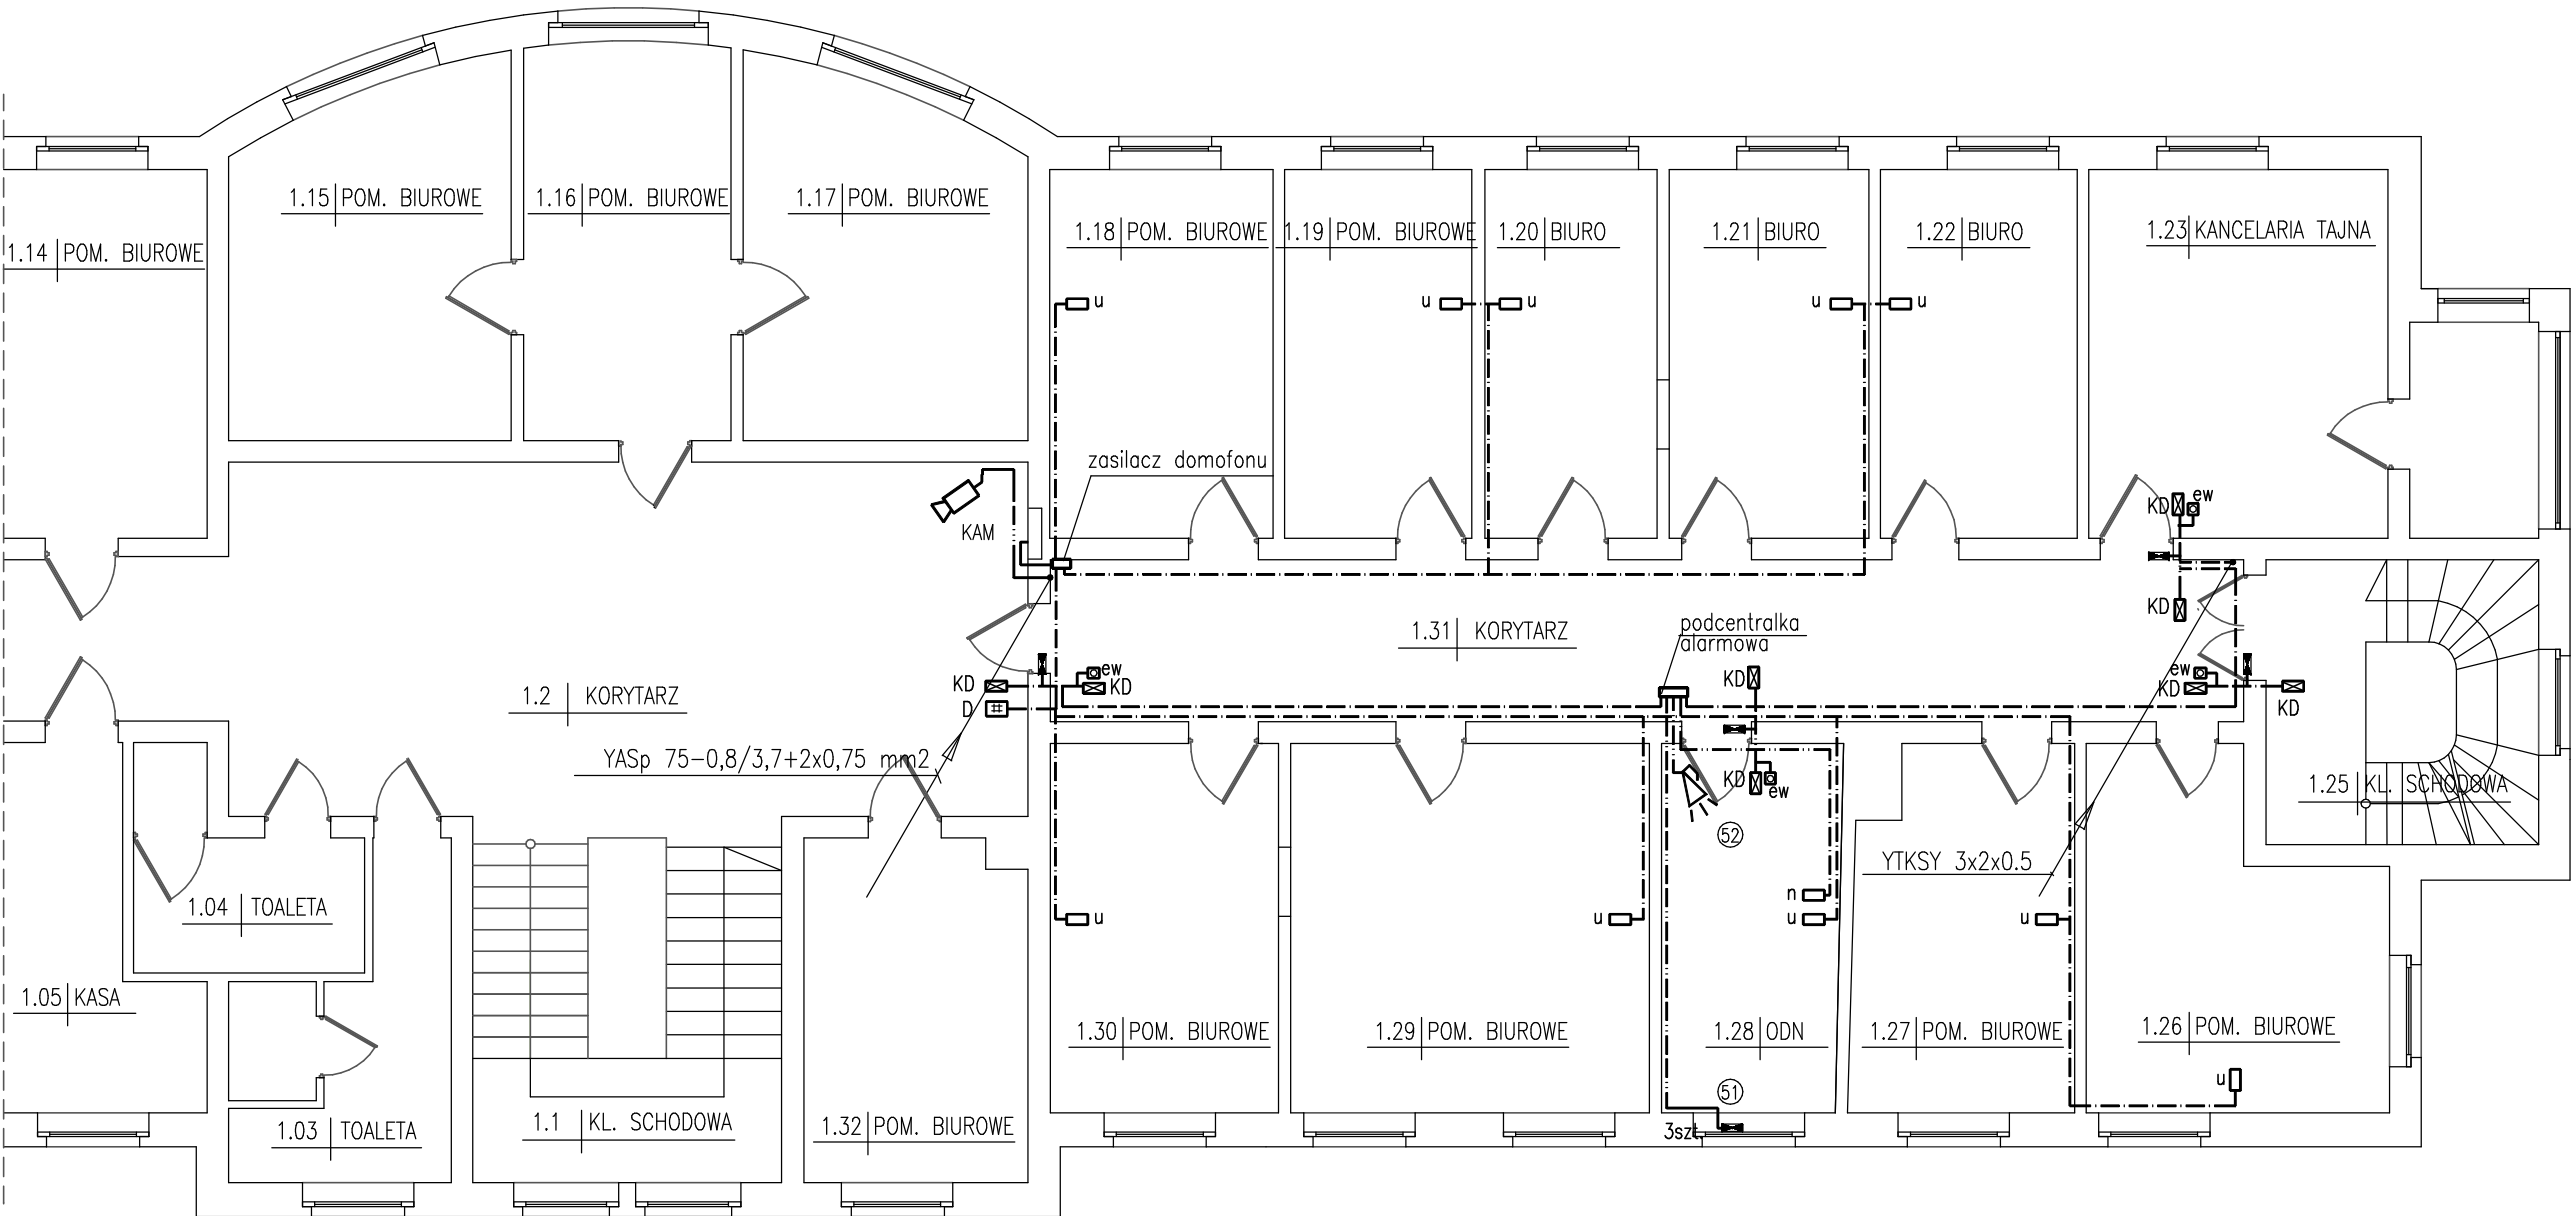 1.15 POM. BIUROWE
1.16 POM. BIUROWE
1.17 POM. BIUROWE
1.14 POM. BIUROWE
1.18 POM. BIUROWE
1.19 POM. BIUROWE
1.20 BIURO
1.21 BIURO
1.22 BIURO
1.23 KANCELARIA TAJNA
u
u
u
u
u
zasilacz domofonu
KAM
KD
ew
KD
1.31 KORYTARZ
podcentralka
alarmowa
1.2 KORYTARZ
KD
D
ew
KD
KD
ew
KD
KD
YASp 75-0,8/3,7+2x0,75 mm2
KD
ew
52
1.25 KL. SCHODOWA
YTKSY 3x2x0.5
n
u
u
u
u
1.04 TOALETA
1.05 KASA
1.30 POM. BIUROWE
1.29 POM. BIUROWE
1.28 ODN
1.27 POM. BIUROWE
1.26 POM. BIUROWE
u
51
3szt.
1.03 TOALETA
1.1 KL. SCHODOWA
1.32 POM. BIUROWE